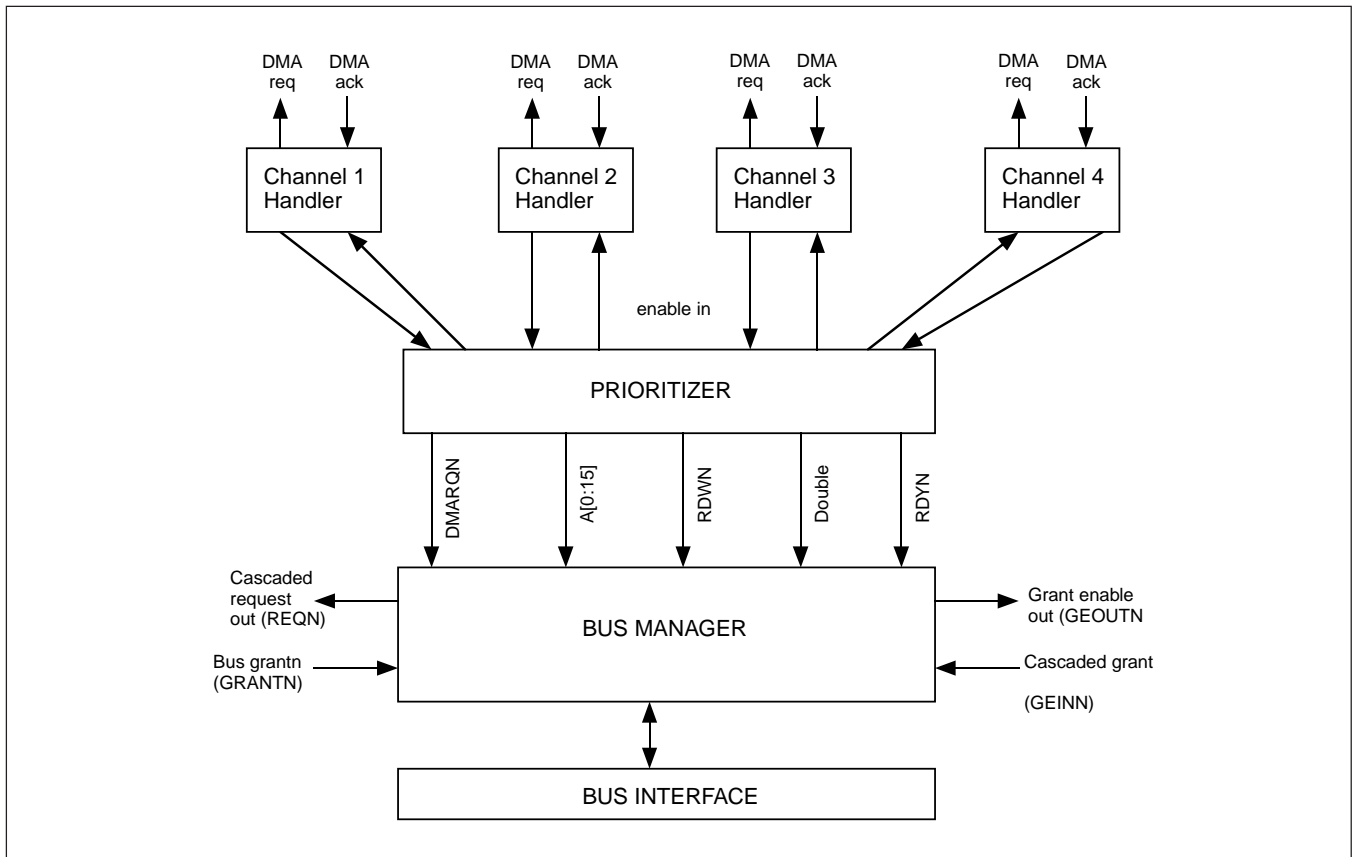 DMA req
DMA ack
DMA req
DMA ack
DMA req
DMA ack
DMA req
DMA ack
Channel 1
Handler
Channel 2
Handler
Channel 3
Handler
Channel 4
Handler
enable in
PRIORITIZER
DMARQN
A[0:15]
RDWN
Double
RDYN
Cascaded
request
out (REQN)
Bus grantn
(GRANTN)
BUS MANAGER
Grant enable
out (GEOUTN
Cascaded grant
(GEINN)
BUS INTERFACE